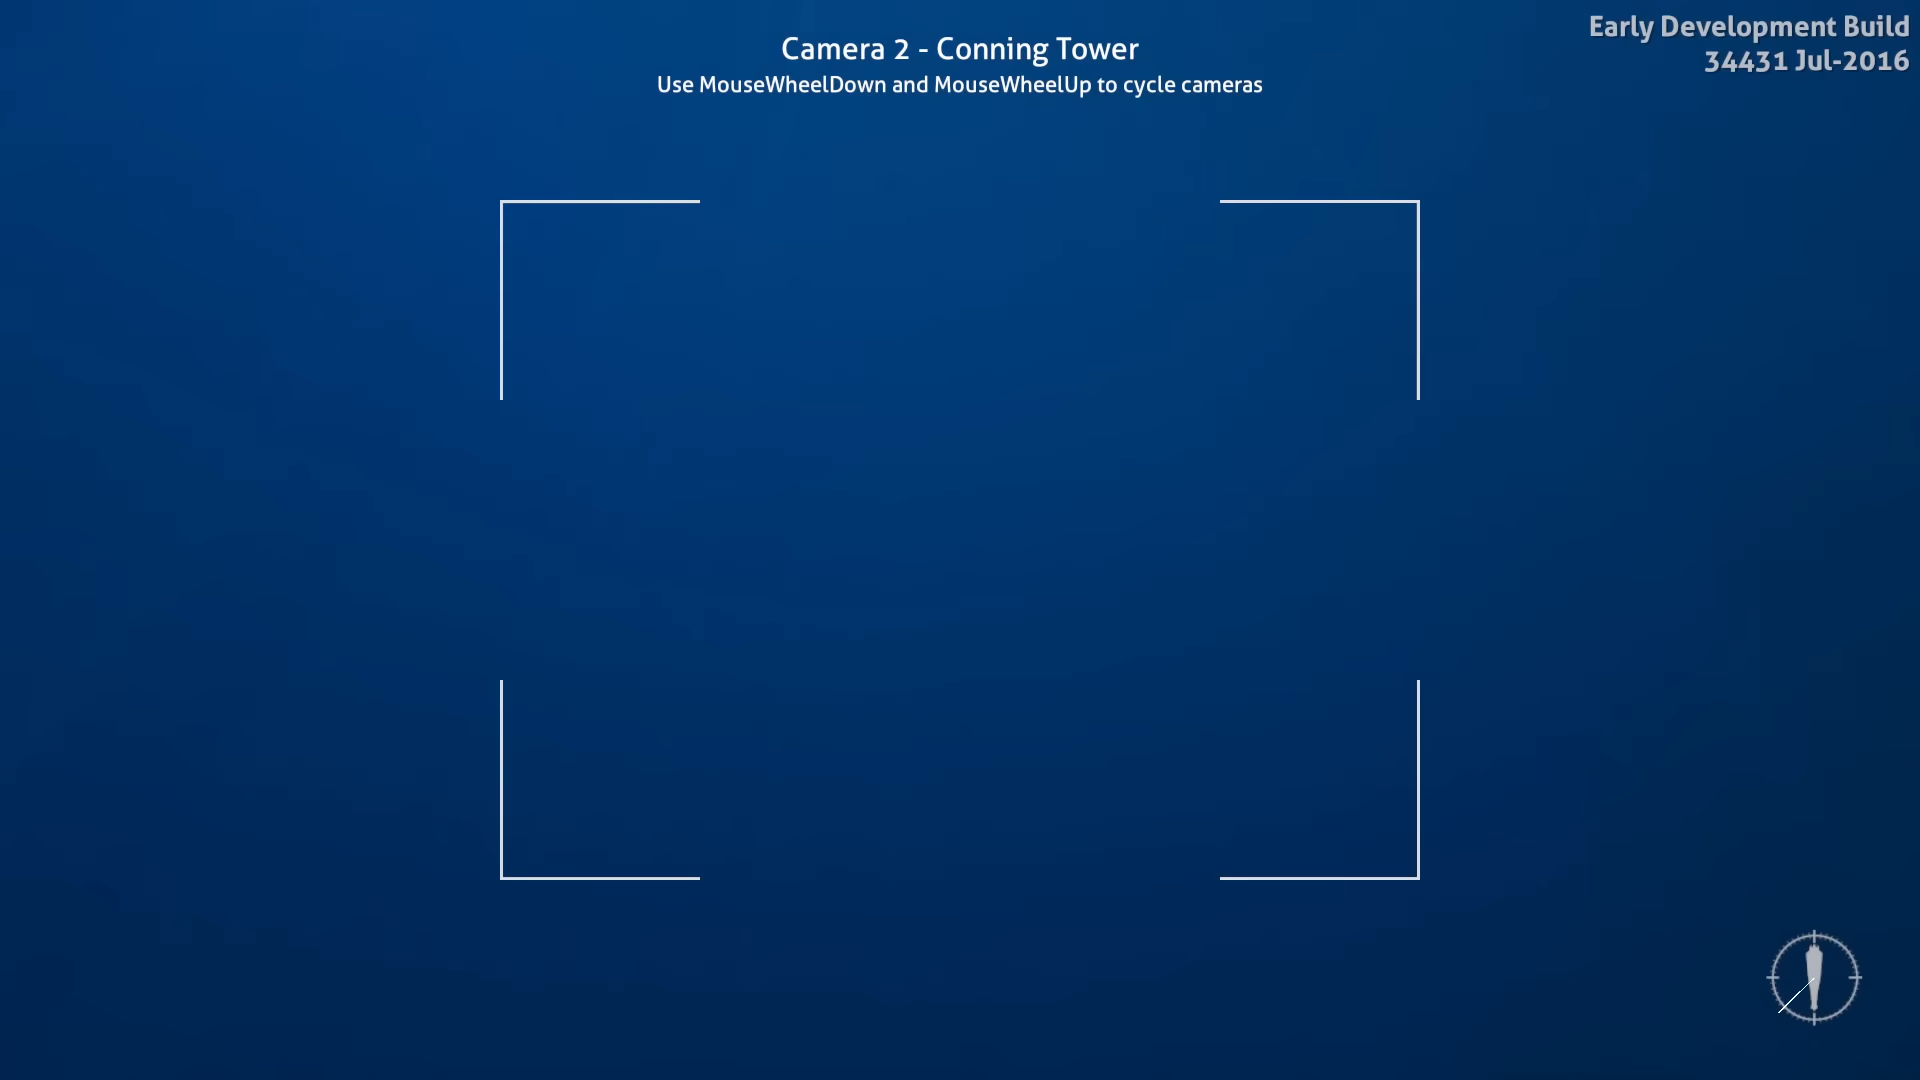 Early Development Build
34431 Jul-2016
Camera 2 - Conning Tower
Use MouseWheelDown and MouseWheelUp to cycle cameras